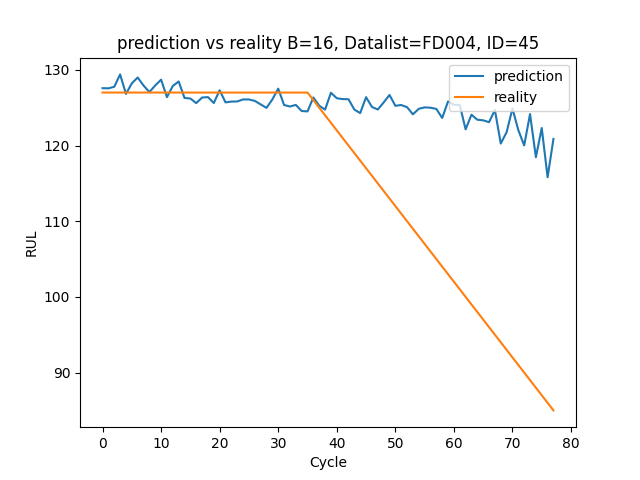 prediction vs reality B=16, Datalist=FD004, ID=45
prediction
reality
RUL
130
120
110
100
90
0 10 20 30 40 50 60 70 80
Cycle